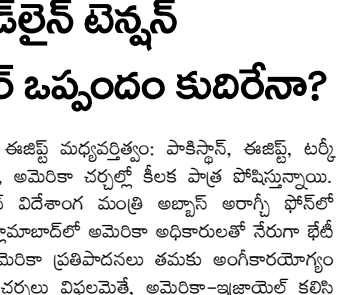 డ్‌లైన్ టెన్షన్
ర్ ఒప్పందం కుదిరేనా?
ఈజిప్ట్ మధ్యవర్తిత్వం: పాకిస్థాన్, ఈజిప్ట్, టర్కీ
, అమెరికా చర్చల్లో కీలక పాత్ర పోషిస్తున్నాయి.
విదేశాంగ మంత్రి అబ్బాస్ అరాగ్చీ ఫోన్‌లో
్లామాబాద్‌లో అమెరికా అధికారులతో నేరుగా భేటీ
మెరికా ప్రతిపాదనలు తమకు అంగీకారయోగ్యం
చర్చలు విఫలమైతే, అమెరికా-ఇజ్రాయెల్ కలిసి